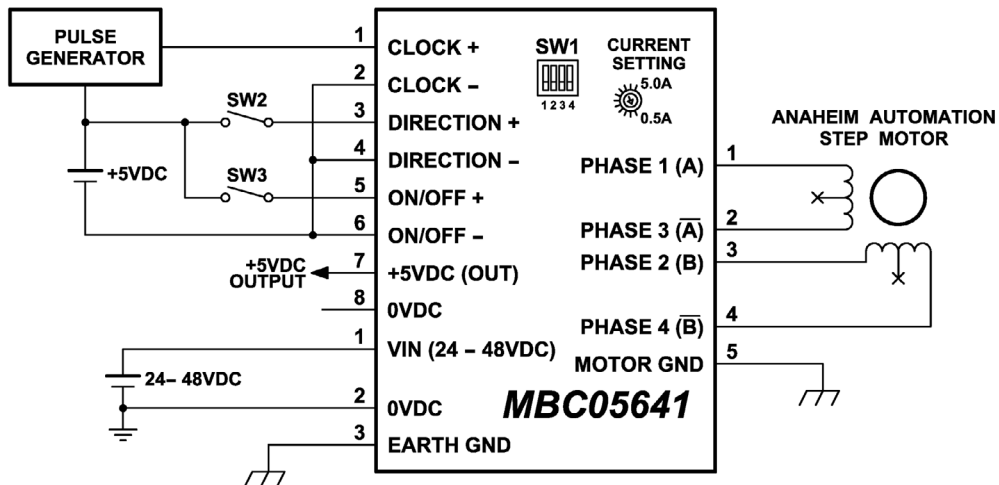 PULSE
GENERATOR
+5VDC
SW2
SW3
+5VDC
OUTPUT
24– 48VDC
1 CLOCK +
2 CLOCK –
3 DIRECTION +
4 DIRECTION –
5 ON/OFF +
6 ON/OFF –
7 +5VDC (OUT)
8 0VDC
1 VIN (24 – 48VDC)
2 0VDC
3 EARTH GND
SW1
1 2 3 4
CURRENT
SETTING
5.0A
0.5A
PHASE 1 (A) 1
PHASE 3 (A̅) 2
PHASE 2 (B) 3
PHASE 4 (B̅) 4
MOTOR GND 5
MBC05641
ANAHEIM AUTOMATION
STEP MOTOR